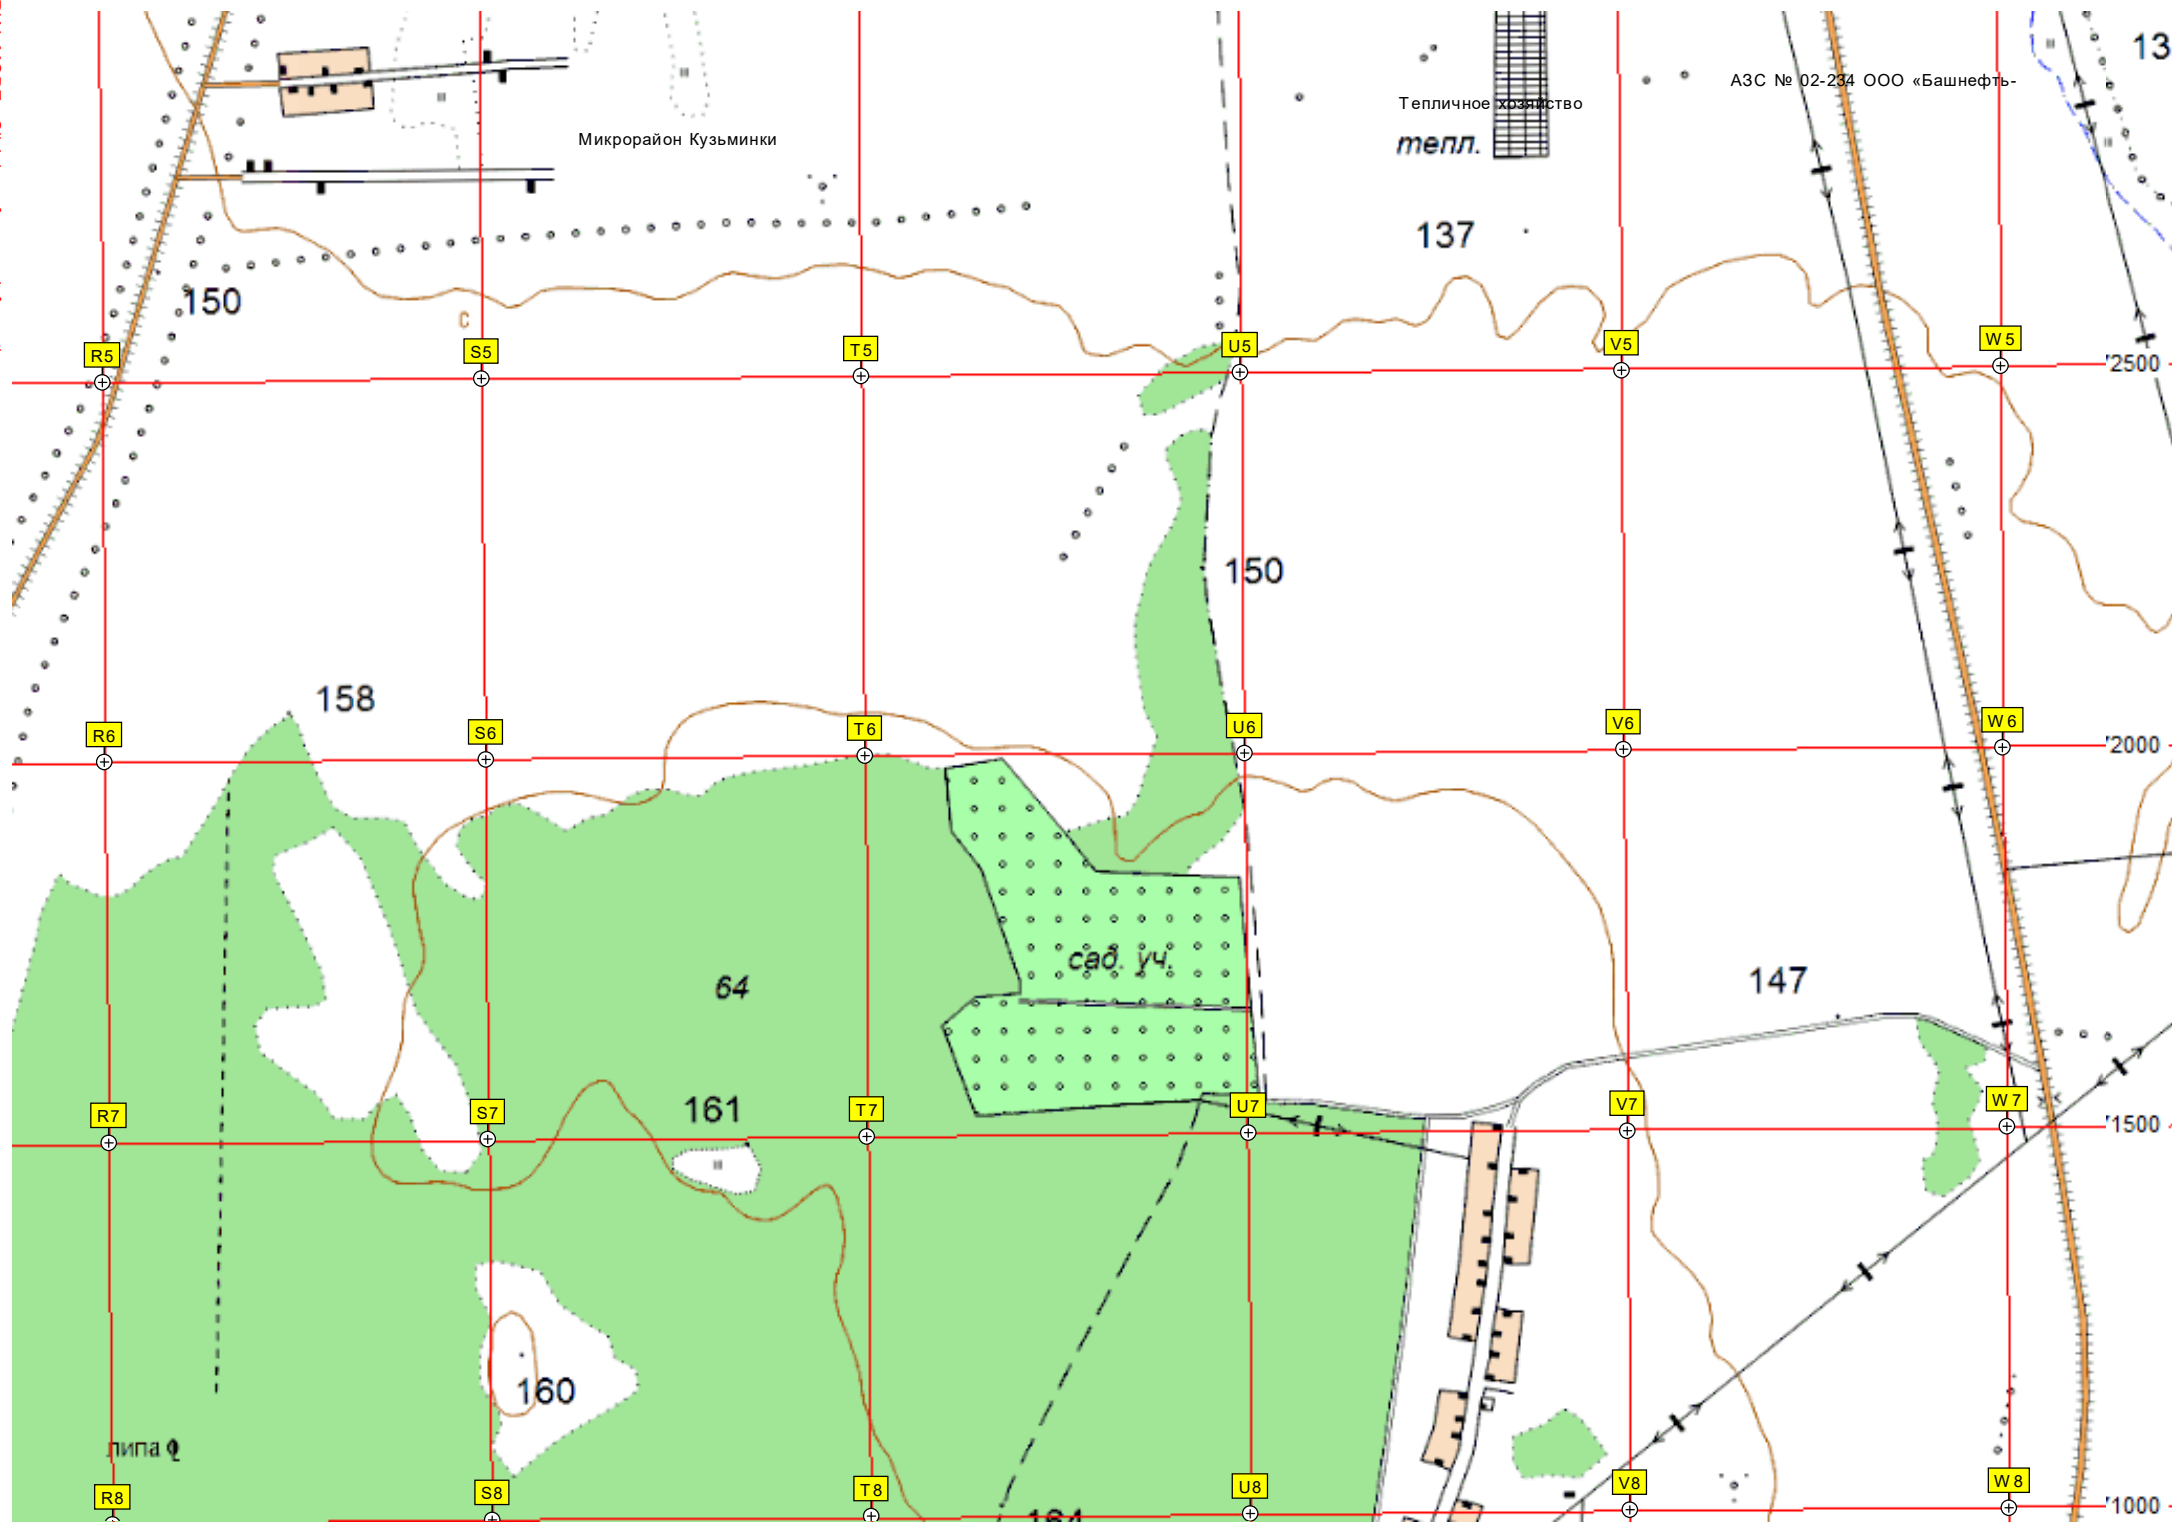 13
АЗС № 02-234 ООО «Башнефть-
Тепличное хозяйство
Микрорайон Кузьминки
тепл.
137
150
С
R5
S5
T5
U5
V5
W5
2500
150
158
R6
S6
T6
U6
V6
W6
2000
сад. уч.
64
147
161
R7
S7
T7
U7
V7
W7
1500
160
липа
R8
S8
T8
U8
V8
W8
1000